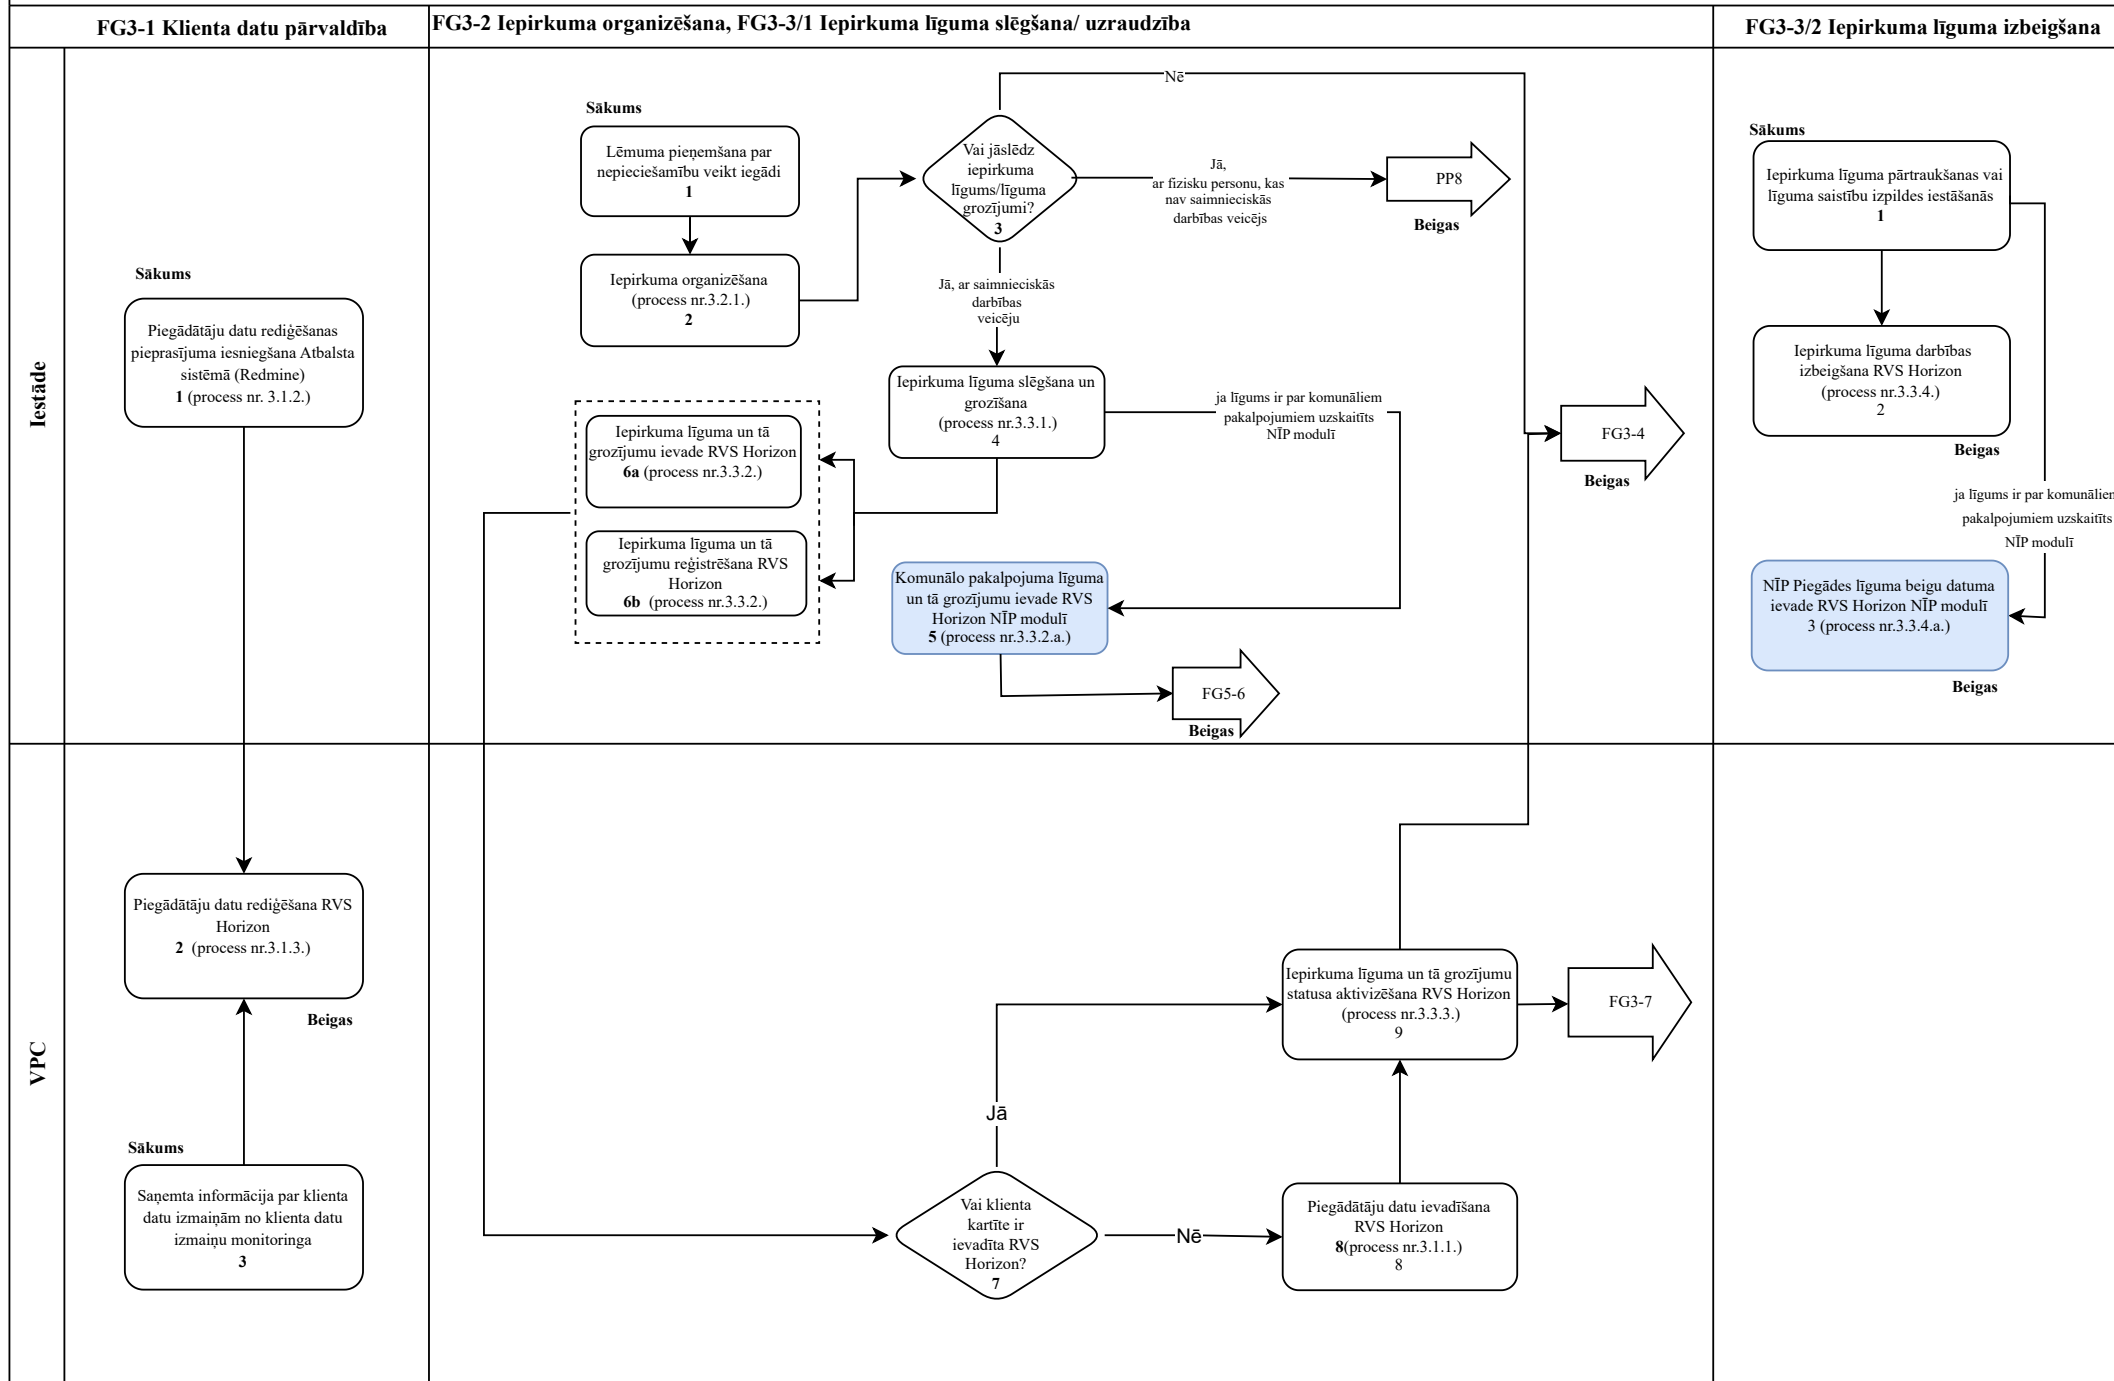 FG3-1 Klienta datu pārvaldība
FG3-2 Iepirkuma organizēšana, FG3-3/1 Iepirkuma līguma slēgšana/ uzraudzība
FG3-3/2 Iepirkuma līguma izbeigšana
Iestāde
Sākums
Piegādātāju datu rediģēšanas
pieprasījuma iesniegšana Atbalsta
sistēmā (Redmine)
1 (process nr. 3.1.2.)
Sākums
Lēmuma pieņemšana par
nepieciešamību veikt iegādi
1
Iepirkuma organizēšana
(process nr.3.2.1.)
2
Vai jāslēdz
iepirkuma
līgums/līguma
grozījumi?
3
Nē
Jā,
ar fizisku personu, kas
nav saimnieciskās
darbības veicējs
PP8
Beigas
Jā, ar saimnieciskās
darbības
veicēju
Iepirkuma līguma slēgšana un
grozīšana
(process nr.3.3.1.)
4
ja līgums ir par komunāliem
pakalpojumiem uzskaitīts
NĪP modulī
Iepirkuma līguma un tā
grozījumu ievade RVS Horizon
6a (process nr.3.3.2.)
Iepirkuma līguma un tā
grozījumu reģistrēšana RVS
Horizon
6b (process nr.3.3.2.)
Komunālo pakalpojuma līguma
un tā grozījumu ievade RVS
Horizon NĪP modulī
5 (process nr.3.3.2.a.)
FG5-6
Beigas
FG3-4
Beigas
Sākums
Iepirkuma līguma pārtraukšanas vai
līguma saistību izpildes iestāšanās
1
Iepirkuma līguma darbības
izbeigšana RVS Horizon
(process nr.3.3.4.)
2
Beigas
ja līgums ir par komunālien
pakalpojumiem uzskaitīts
NĪP modulī
NĪP Piegādes līguma beigu datuma
ievade RVS Horizon NĪP modulī
3 (process nr.3.3.4.a.)
Beigas
VPC
Piegādātāju datu rediģēšana RVS
Horizon
2 (process nr.3.1.3.)
Beigas
Sākums
Saņemta informācija par klienta
datu izmaiņām no klienta datu
izmaiņu monitoringa
3
Iepirkuma līguma un tā grozījumu
statusa aktivizēšana RVS Horizon
(process nr.3.3.3.)
9
FG3-7
Jā
Vai klienta
kartīte ir
ievadīta RVS
Horizon?
7
Nē
Piegādātāju datu ievadīšana
RVS Horizon
8(process nr.3.1.1.)
8